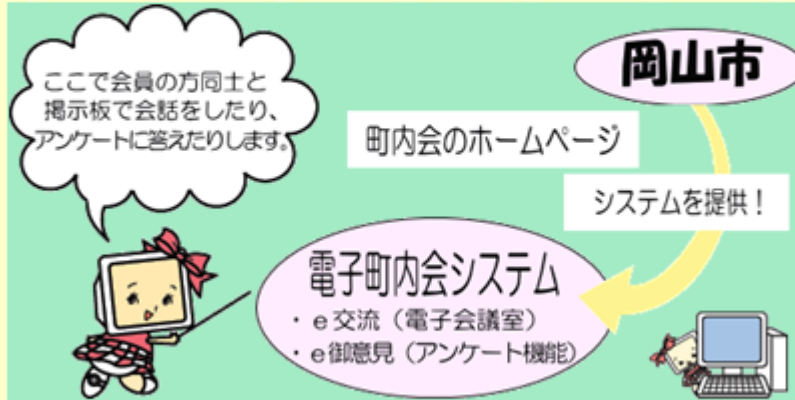 ここで会員の方同士と
掲示板で会話をしたり、
アンケートに答えたりします。
岡山市
町内会のホームページ
システムを提供！
電子町内会システム
・ｅ交流（電子会議室）
・ｅ御意見（アンケート機能）